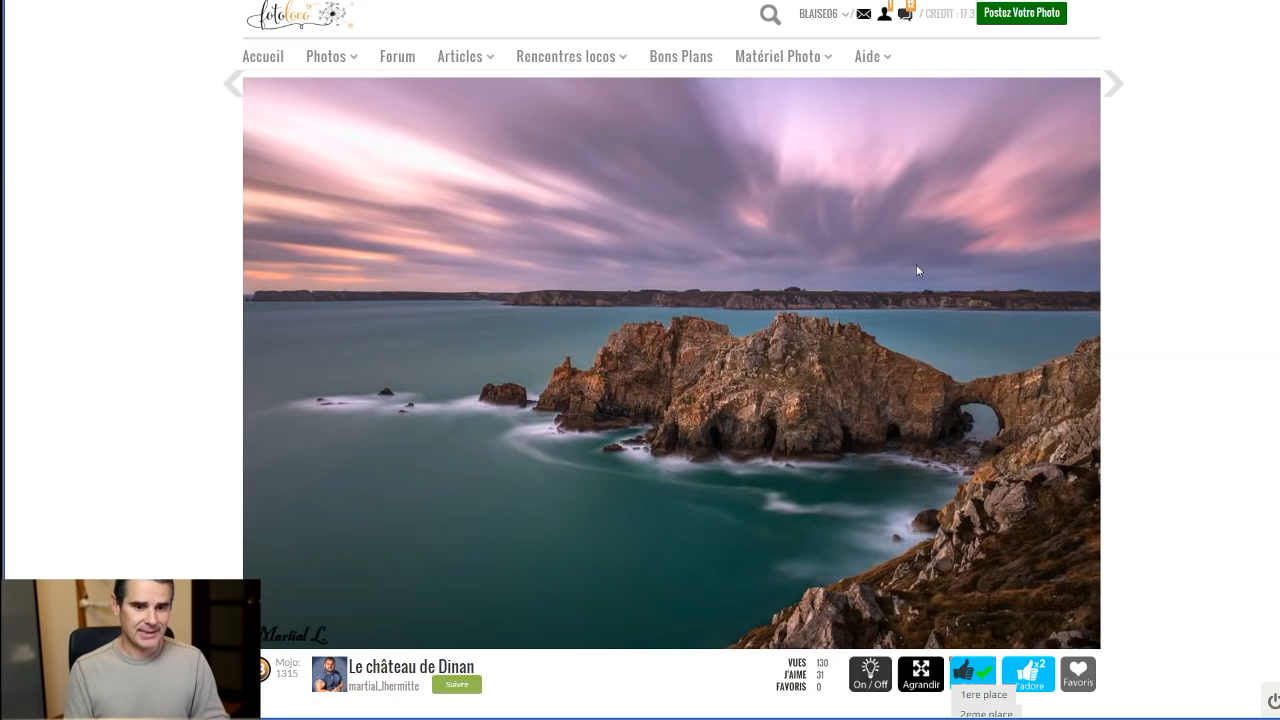 fotoloco
BLAISE06 / / CREDIT : 17.3 Postez Votre Photo
Accueil Photos Forum Articles Rencontres locos Bons Plans Matériel Photo Aide
Martial L.
Mojo:
1315
Le château de Dinan
martial_lhermitte
Suivre
VUES 130
J'AIME 31
FAVORIS 0
On / Off
Agrandir
x2
J'adore
Favoris
1ere place
2eme place